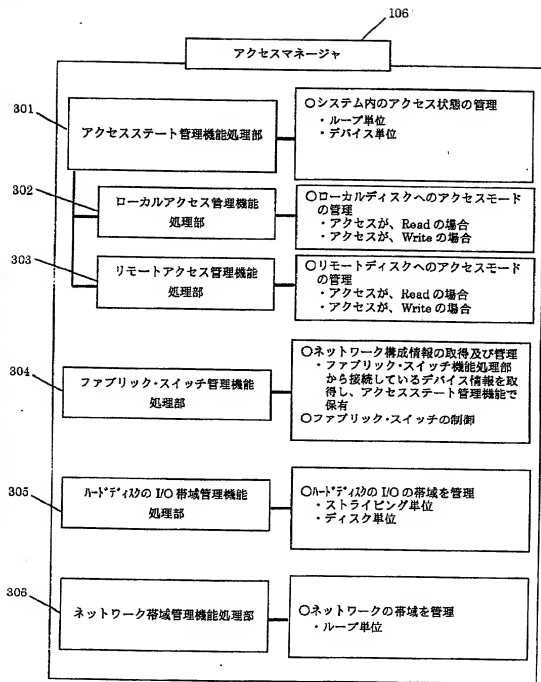 106
アクセスマネージャ
301
アクセスステート管理機能処理部
〇システム内のアクセス状態の管理
・ループ単位
・デバイス単位
302
ローカルアクセス管理機能
処理部
〇ローカルディスクへのアクセスモード
の管理
・アクセスが、Read の場合
・アクセスが、Write の場合
303
リモートアクセス管理機能
処理部
〇リモートディスクへのアクセスモード
の管理
・アクセスが、Read の場合
・アクセスが、Write の場合
304
ファブリック・スイッチ管理機能
処理部
〇ネットワーク構成情報の取得及び管理
・ファブリック・スイッチ機能処理部
から接続しているデバイス情報を取
得し、アクセスステート管理機能で
保有
〇ファブリック・スイッチの制御
305
ﾊｰﾄﾞﾃﾞｨｽｸの I/O 帯域管理機能
処理部
〇ﾊｰﾄﾞﾃﾞｨｽｸの I/O の帯域を管理
・ストライピング単位
・ディスク単位
306
ネットワーク帯域管理機能処理部
〇ネットワークの帯域を管理
・ループ単位